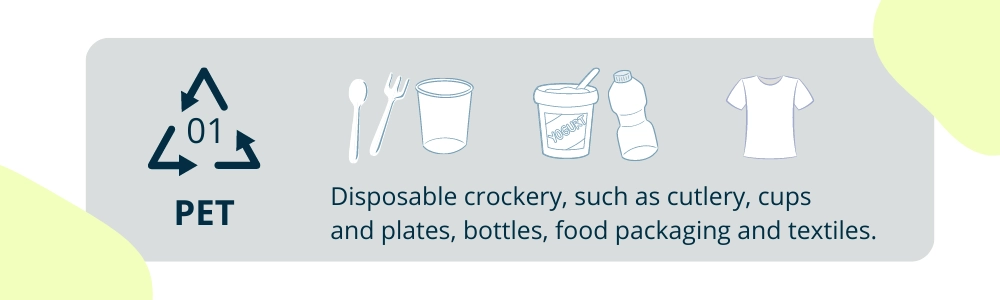 01
PET
YOGURT
Disposable crockery, such as cutlery, cups
and plates, bottles, food packaging and textiles.